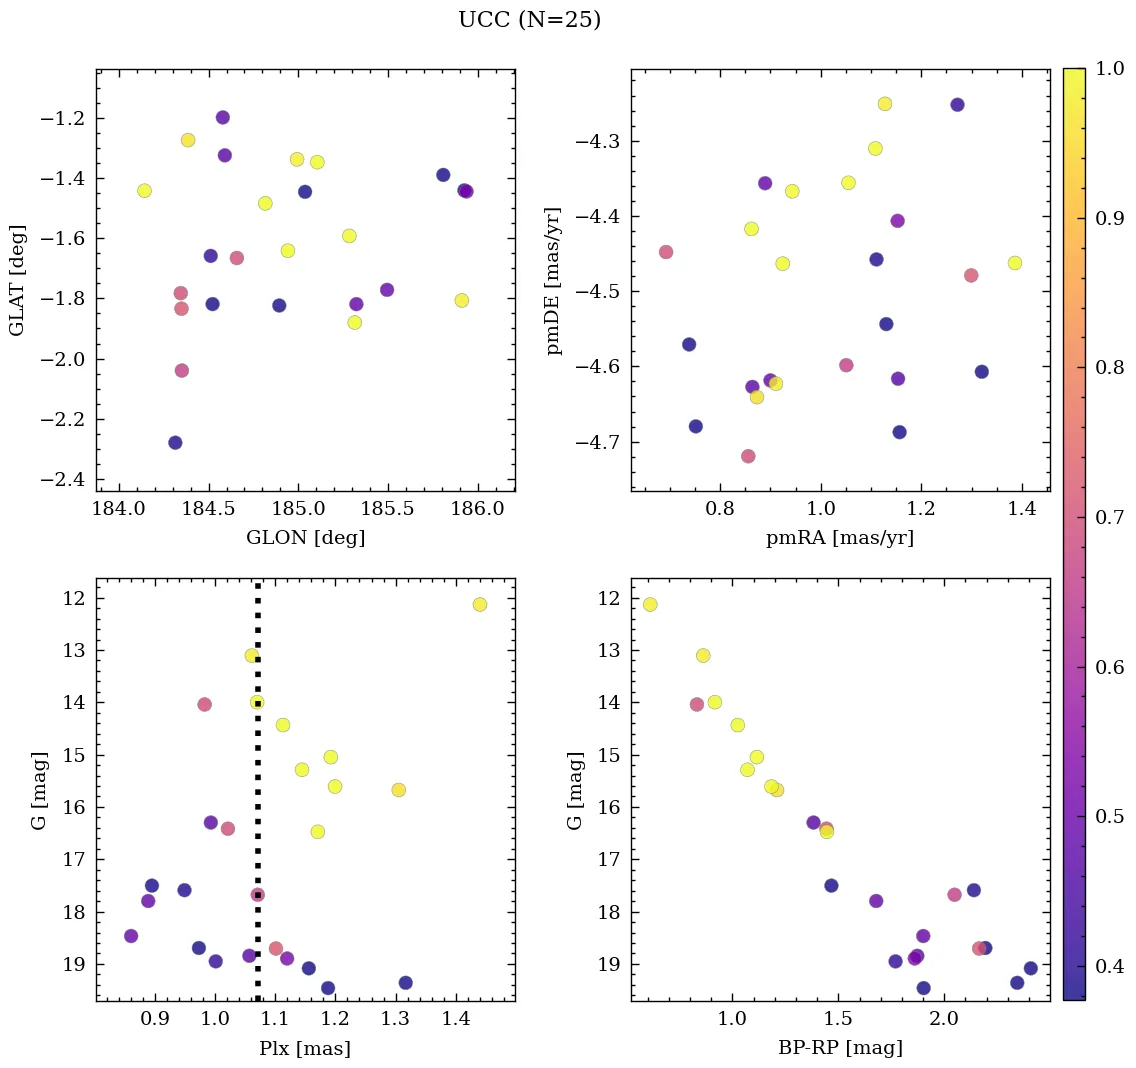 UCC (N=25)
−1.2
−1.4
−1.6
−1.8
−2.0
−2.2
−2.4
GLAT [deg]
184.0 184.5 185.0 185.5 186.0
GLON [deg]
−4.3
−4.4
−4.5
−4.6
−4.7
pmDE [mas/yr]
0.8 1.0 1.2 1.4
pmRA [mas/yr]
12
13
14
15
16
17
18
19
G [mag]
0.9 1.0 1.1 1.2 1.3 1.4
Plx [mas]
12
13
14
15
16
17
18
19
G [mag]
1.0 1.5 2.0
BP-RP [mag]
1.0
0.9
0.8
0.7
0.6
0.5
0.4